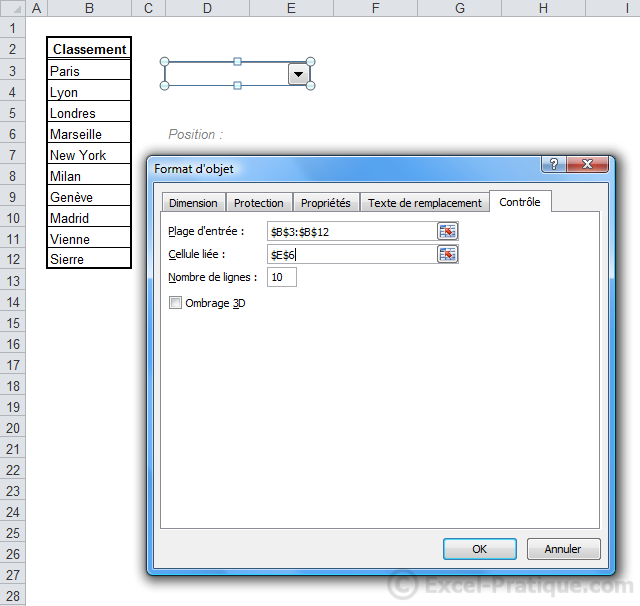 A B C D E F G H I
1
2 Classement
3 Paris
4 Lyon
5 Londres
6 Marseille Position :
7 New York
8 Milan
9 Genève
10 Madrid
11 Vienne
12 Sierre
13
14
15
16
17
18
19
20
21
22
23
24
25
26
27
28
Format d'objet
Dimension Protection Propriétés Texte de remplacement Contrôle
Plage d'entrée : $B$3:$B$12
Cellule liée : $E$6
Nombre de lignes : 10
Ombrage 3D
OK Annuler
© Excel-Pratique.com